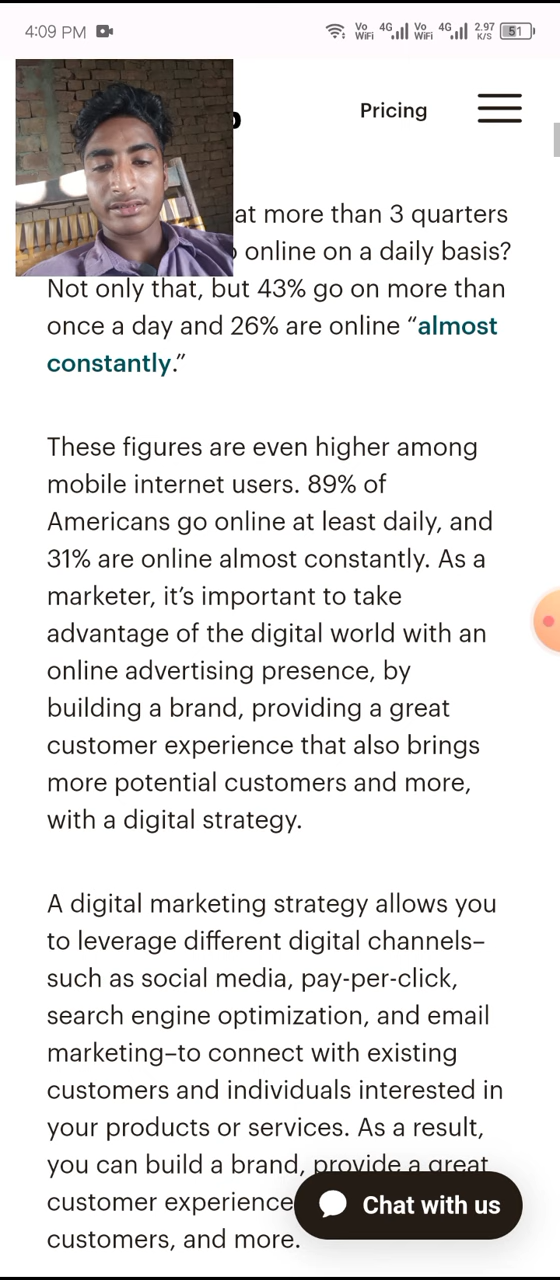 4:09 PM
Vo WiFi 4G Vo WiFi 4G 2.97 K/S 51
Pricing
at more than 3 quarters
online on a daily basis?
Not only that, but 43% go on more than
once a day and 26% are online “almost
constantly.”
These figures are even higher among
mobile internet users. 89% of
Americans go online at least daily, and
31% are online almost constantly. As a
marketer, it’s important to take
advantage of the digital world with an
online advertising presence, by
building a brand, providing a great
customer experience that also brings
more potential customers and more,
with a digital strategy.
A digital marketing strategy allows you
to leverage different digital channels–
such as social media, pay-per-click,
search engine optimization, and email
marketing–to connect with existing
customers and individuals interested in
your products or services. As a result,
you can build a brand, provide a great
customer experience
Chat with us
customers, and more.